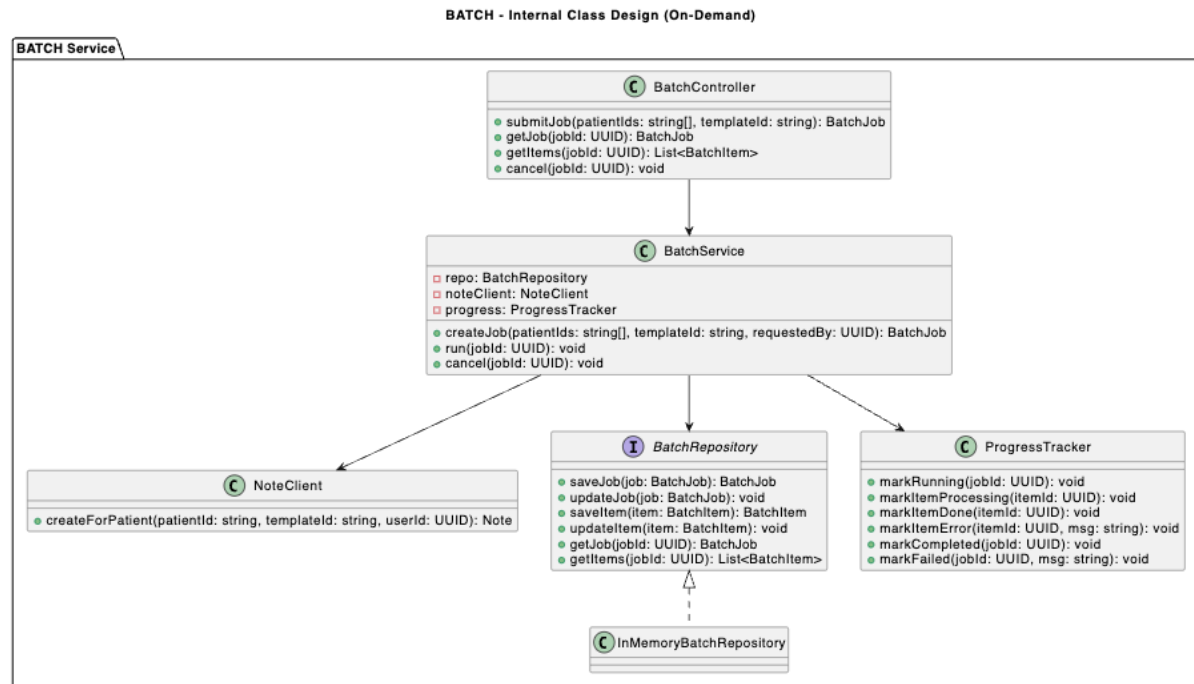 BATCH - Internal Class Design (On-Demand)
BATCH Service
C BatchController
submitJob(patientIds: string[], templateId: string): BatchJob
getJob(jobId: UUID): BatchJob
getItems(jobId: UUID): List<BatchItem>
cancel(jobId: UUID): void
C BatchService
repo: BatchRepository
noteClient: NoteClient
progress: ProgressTracker
createJob(patientIds: string[], templateId: string, requestedBy: UUID): BatchJob
run(jobId: UUID): void
cancel(jobId: UUID): void
C NoteClient
createForPatient(patientId: string, templateId: string, userId: UUID): Note
I BatchRepository
saveJob(job: BatchJob): BatchJob
updateJob(job: BatchJob): void
saveItem(item: BatchItem): BatchItem
updateItem(item: BatchItem): void
getJob(jobId: UUID): BatchJob
getItems(jobId: UUID): List<BatchItem>
C ProgressTracker
markRunning(jobId: UUID): void
markItemProcessing(itemId: UUID): void
markItemDone(itemId: UUID): void
markItemError(itemId: UUID, msg: string): void
markCompleted(jobId: UUID): void
markFailed(jobId: UUID, msg: string): void
C InMemoryBatchRepository